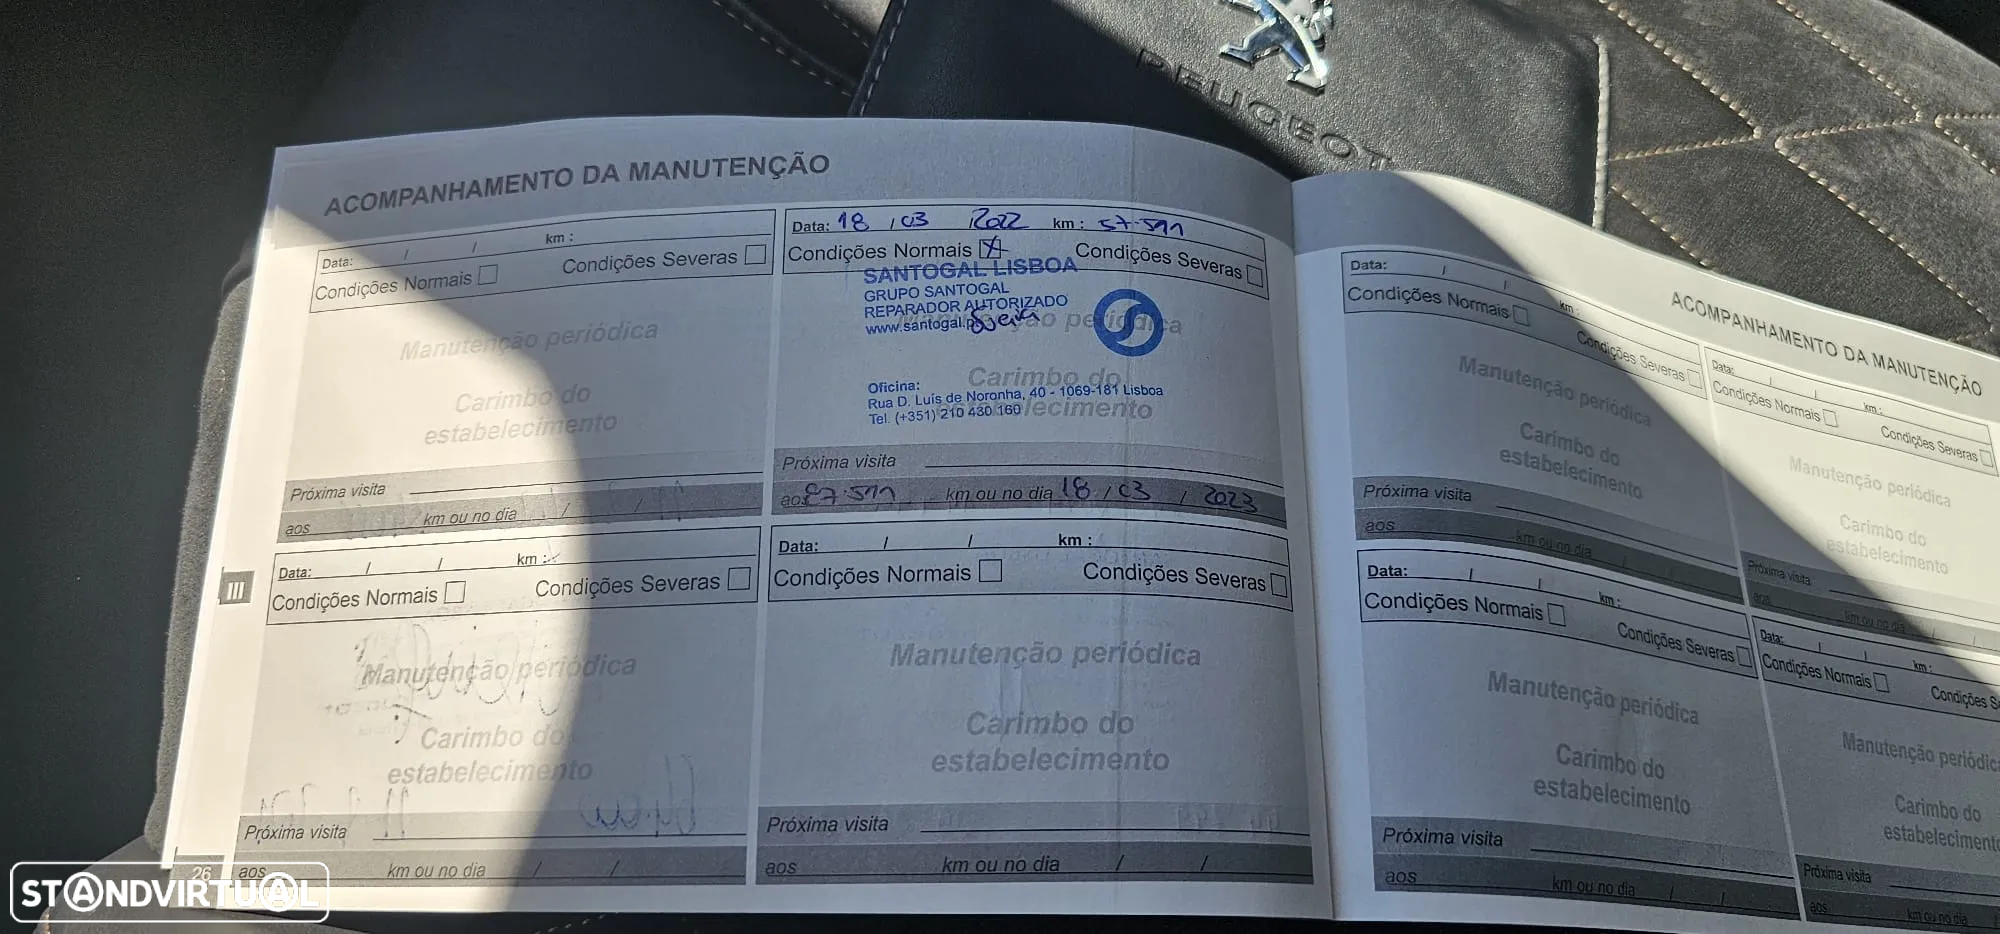 PEUGEOT
ACOMPANHAMENTO DA MANUTENÇÃO
Data: / / km :
Condições Normais Condições Severas
Manutenção periódica
Carimbo do
estabelecimento
Próxima visita
aos km ou no dia / /
Data: 18 / 03 / 2022 km : 57.511
Condições Normais Condições Severas
SANTOGAL LISBOA
GRUPO SANTOGAL
REPARADOR AUTORIZADO
www.santogal.p
Manutenção periódica
Carimbo do
Oficina:
Rua D. Luís de Noronha, 40 - 1069-181 Lisboa
Tel. (+351) 210 430 160
estabelecimento
Próxima visita
aos 87.511 km ou no dia 18 / 03 / 2023
III
Data: / / km :
Condições Normais Condições Severas
Manutenção periódica
Carimbo do
estabelecimento
Próxima visita
aos km ou no dia / /
26
Data: / / km :
Condições Normais Condições Severas
Manutenção periódica
Carimbo do
estabelecimento
Próxima visita
aos km ou no dia / /
ACOMPANHAMENTO DA MANUTENÇÃO
Data: / / km :
Condições Normais Condições Severas
Manutenção periódica
Carimbo do
estabelecimento
Próxima visita
aos km ou no dia / /
Data: / / km :
Condições Normais Condições Severas
Manutenção periódica
Carimbo do
estabelecimento
Próxima visita
aos km ou no dia / /
Data: / / km :
Condições Normais Condições Severas
Manutenção periódica
Carimbo do
estabelecimento
Próxima visita
aos km ou no dia / /
Data: / / km :
Condições Normais Condições S
Manutenção periódic
Carimbo do
estabelecimento
Próxima visita
aos km ou no dia /
STANDVIRTUAL